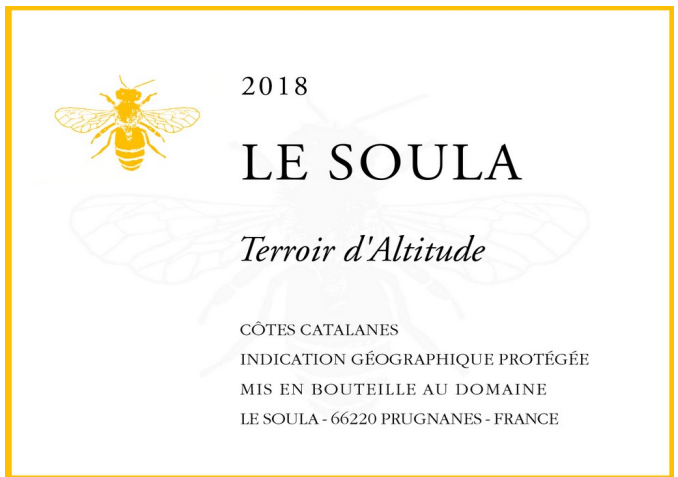 2018
LE SOULA
Terroir d'Altitude
CÔTES CATALANES
INDICATION GÉOGRAPHIQUE PROTÉGÉE
MIS EN BOUTEILLE AU DOMAINE
LE SOULA - 66220 PRUGNANES - FRANCE